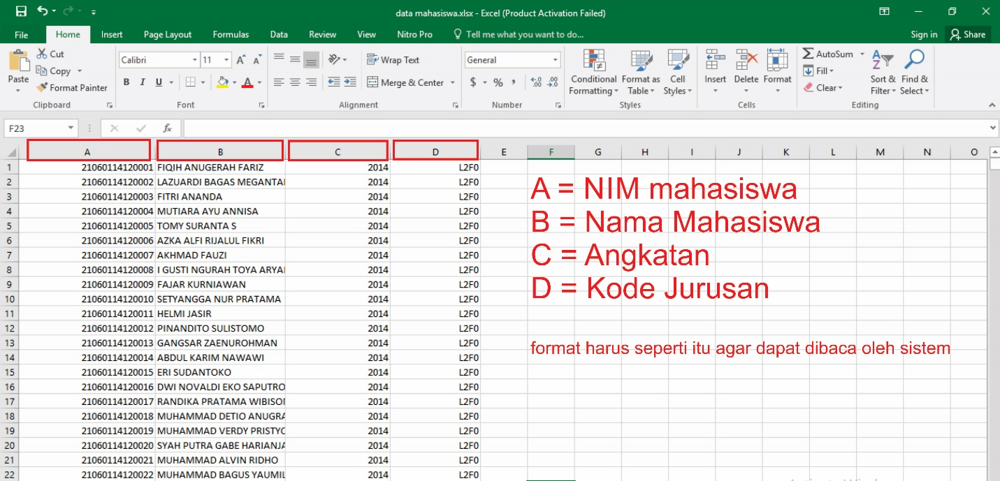 data mahasiswa.xlsx - Excel (Product Activation Failed)
File Home Insert Page Layout Formulas Data Review View Nitro Pro Tell me what you want to do... Sign in Share
Cut
Copy
Format Painter
Paste
Clipboard
Calibri 11
B I U
Font
Wrap Text
Merge & Center
Alignment
General
$ % ,
Number
Conditional Formatting
Format as Table
Cell Styles
Styles
Insert Delete Format
Cells
AutoSum
Fill
Clear
Sort & Filter
Find & Select
Editing
F23 fx
A B C D E F G H I J K L M N O
1 21060114120001 FIQIH ANUGERAH FARIZ 2014 L2F0
2 21060114120002 LAZUARDI BAGAS MEGANTA 2014 L2F0
3 21060114120003 FITRI ANANDA 2014 L2F0
4 21060114120004 MUTIARA AYU ANNISA 2014 L2F0
5 21060114120005 TOMY SURANTA S 2014 L2F0
6 21060114120006 AZKA ALFI RIJALUL FIKRI 2014 L2F0
7 21060114120007 AKHMAD FAUZI 2014 L2F0
8 21060114120008 I GUSTI NGURAH TOYA ARYA 2014 L2F0
9 21060114120009 FAJAR KURNIAWAN 2014 L2F0
10 21060114120010 SETYANGGA NUR PRATAMA 2014 L2F0
11 21060114120011 HELMI JASIR 2014 L2F0
12 21060114120012 PINANDITO SULISTOMO 2014 L2F0
13 21060114120013 GANGSAR ZAENUROHMAN 2014 L2F0
14 21060114120014 ABDUL KARIM NAWAWI 2014 L2F0
15 21060114120015 ERI SUDANTOKO 2014 L2F0
16 21060114120016 DWI NOVALDI EKO SAPUTRO 2014 L2F0
17 21060114120017 RANDIKA PRATAMA WIBISO 2014 L2F0
18 21060114120018 MUHAMMAD DETIO ANUGRA 2014 L2F0
19 21060114120019 MUHAMMAD VERDY PRISTYO 2014 L2F0
20 21060114120020 SYAH PUTRA GABE HARIANJA 2014 L2F0
21 21060114120021 MUHAMMAD ALVIN RIDHO 2014 L2F0
22 21060114120022 MUHAMMAD BAGUS YAUMIL 2014 L2F0
A = NIM mahasiswa
B = Nama Mahasiswa
C = Angkatan
D = Kode Jurusan
format harus seperti itu agar dapat dibaca oleh sistem